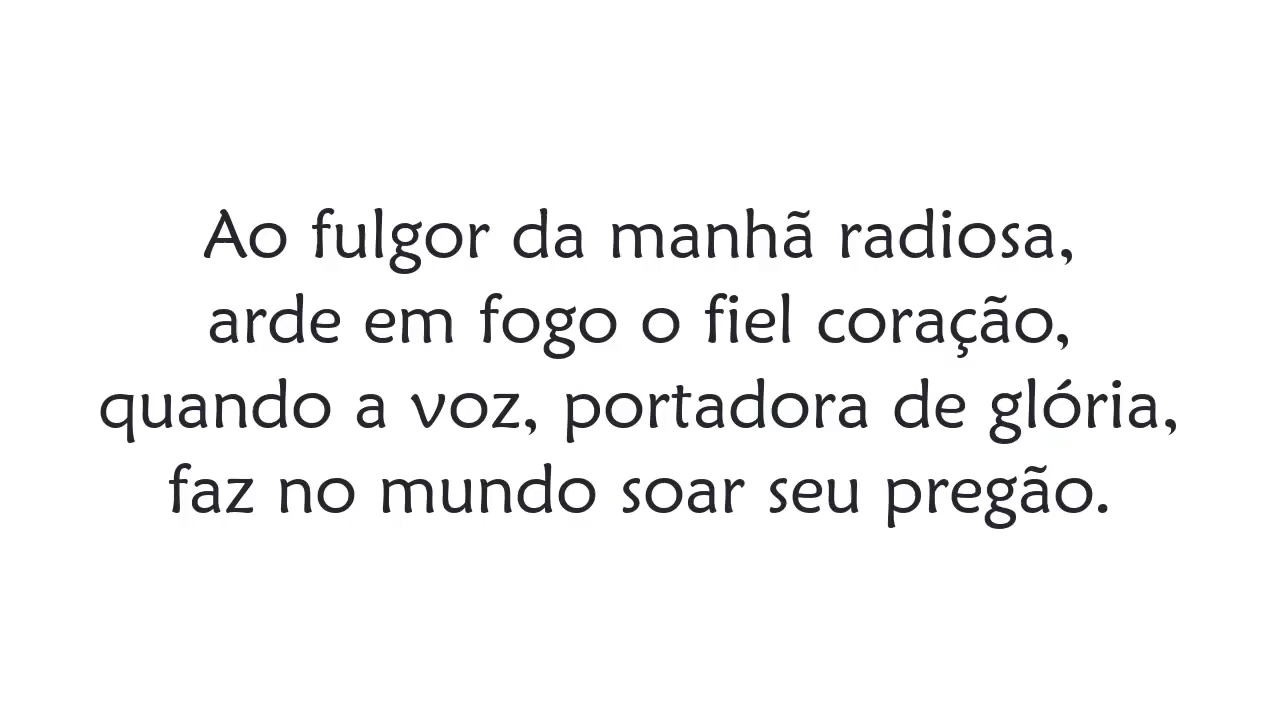 Ao fulgor da manhã radiosa,
arde em fogo o fiel coração,
quando a voz, portadora de glória,
faz no mundo soar seu pregão.